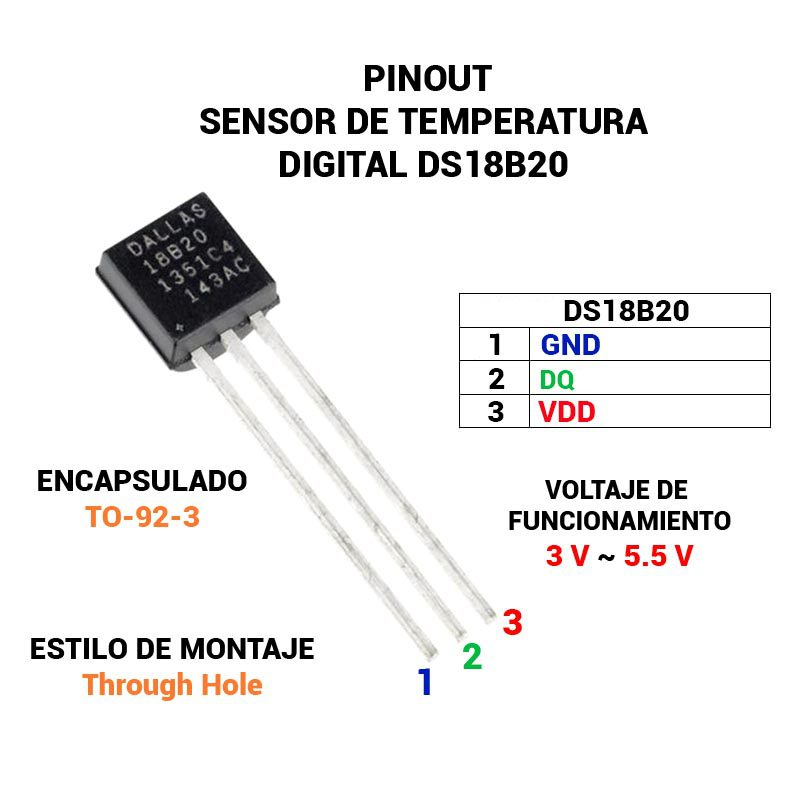 PINOUT
SENSOR DE TEMPERATURA
DIGITAL DS18B20
DALLAS
18B20
1351C4
143AC
DS18B20
1 GND
2 DQ
3 VDD
ENCAPSULADO
TO-92-3
VOLTAJE DE
FUNCIONAMIENTO
3 V ~ 5.5 V
ESTILO DE MONTAJE
Through Hole
1
2
3